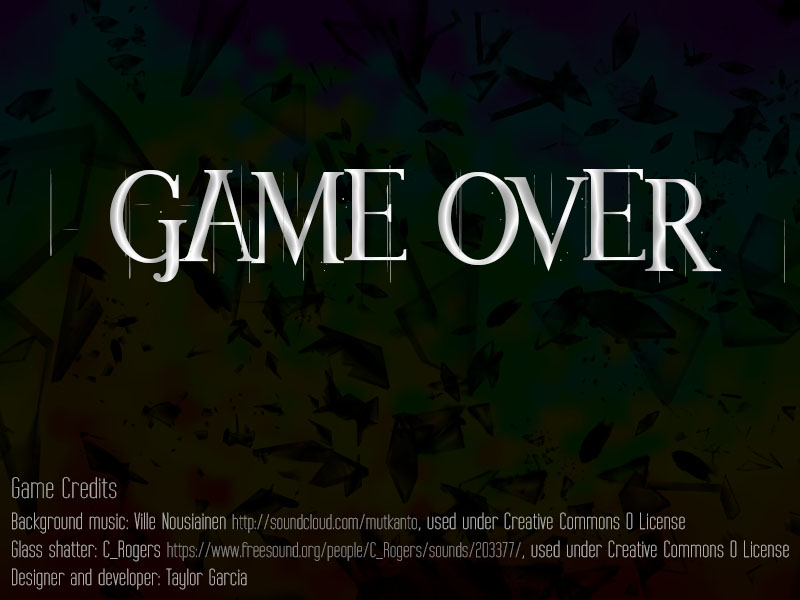 GAME OVER
Game Credits
Background music: Ville Nousiainen http://soundcloud.com/mutkanto, used under Creative Commons 0 License
Glass shatter: C_Rogers https://www.freesound.org/people/C_Rogers/sounds/203377/, used under Creative Commons 0 License
Designer and developer: Taylor Garcia